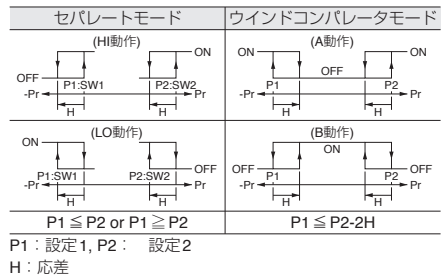 セパレートモード ウインドコンパレータモード
(HI動作) (A動作)
ON ON ON
OFF OFF
P1:SW1 P2:SW2 P1 P2
-Pr Pr -Pr Pr
H H H H
(LO動作) (B動作)
ON ON
P1:SW1 P2:SW2 OFF OFF P1 P2 OFF
-Pr Pr -Pr Pr
H H H H
P1 ≦ P2 or P1 ≧ P2 P1 ≦ P2-2H
P1：設定1, P2： 設定2
H：応差